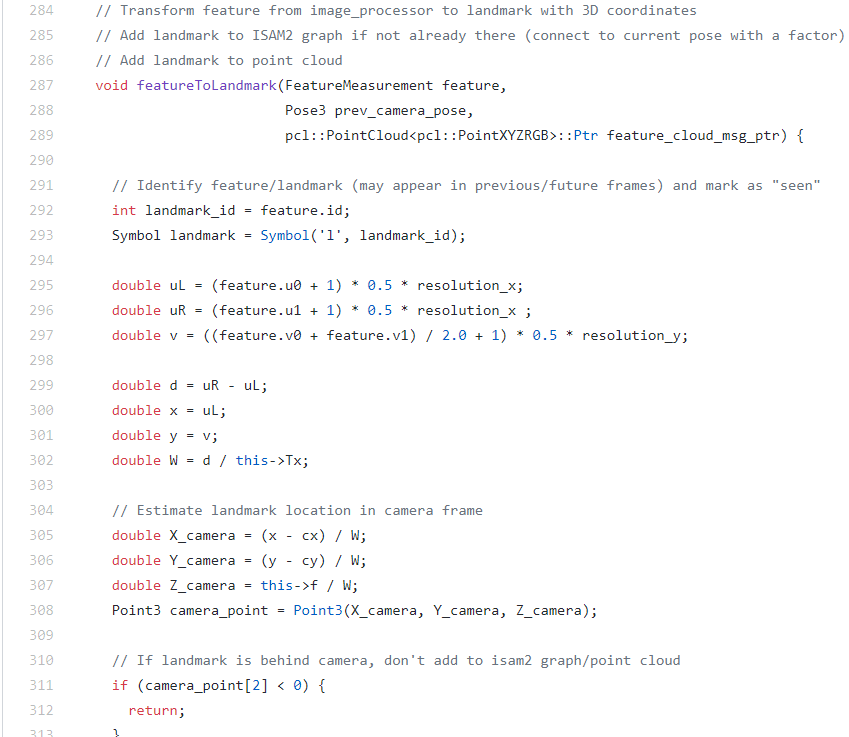 284 // Transform feature from image_processor to landmark with 3D coordinates
285 // Add landmark to ISAM2 graph if not already there (connect to current pose with a factor)
286 // Add landmark to point cloud
287 void featureToLandmark(FeatureMeasurement feature,
288 Pose3 prev_camera_pose,
289 pcl::PointCloud<pcl::PointXYZRGB>::Ptr feature_cloud_msg_ptr) {
290
291 // Identify feature/landmark (may appear in previous/future frames) and mark as "seen"
292 int landmark_id = feature.id;
293 Symbol landmark = Symbol('l', landmark_id);
294
295 double uL = (feature.u0 + 1) * 0.5 * resolution_x;
296 double uR = (feature.u1 + 1) * 0.5 * resolution_x ;
297 double v = ((feature.v0 + feature.v1) / 2.0 + 1) * 0.5 * resolution_y;
298
299 double d = uR - uL;
300 double x = uL;
301 double y = v;
302 double W = d / this->Tx;
303
304 // Estimate landmark location in camera frame
305 double X_camera = (x - cx) / W;
306 double Y_camera = (y - cy) / W;
307 double Z_camera = this->f / W;
308 Point3 camera_point = Point3(X_camera, Y_camera, Z_camera);
309
310 // If landmark is behind camera, don't add to isam2 graph/point cloud
311 if (camera_point[2] < 0) {
312 return;
313 }